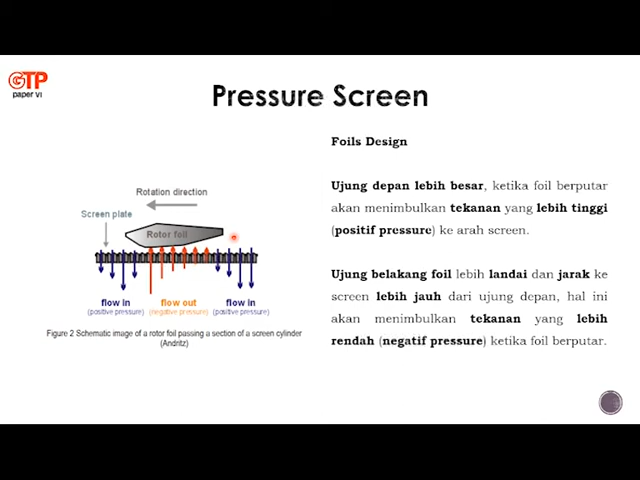 GTP
paper VI
Pressure Screen
Foils Design
Ujung depan lebih besar, ketika foil berputar
akan menimbulkan tekanan yang lebih tinggi
(positif pressure) ke arah screen.
Ujung belakang foil lebih landai dan jarak ke
screen lebih jauh dari ujung depan, hal ini
akan menimbulkan tekanan yang lebih
rendah (negatif pressure) ketika foil berputar.
Rotation direction
Screen plate
Rotor foil
flow in flow out flow in
(positive pressure) (negative pressure) (positive pressure)
Figure 2 Schematic image of a rotor foil passing a section of a screen cylinder
(Andritz)